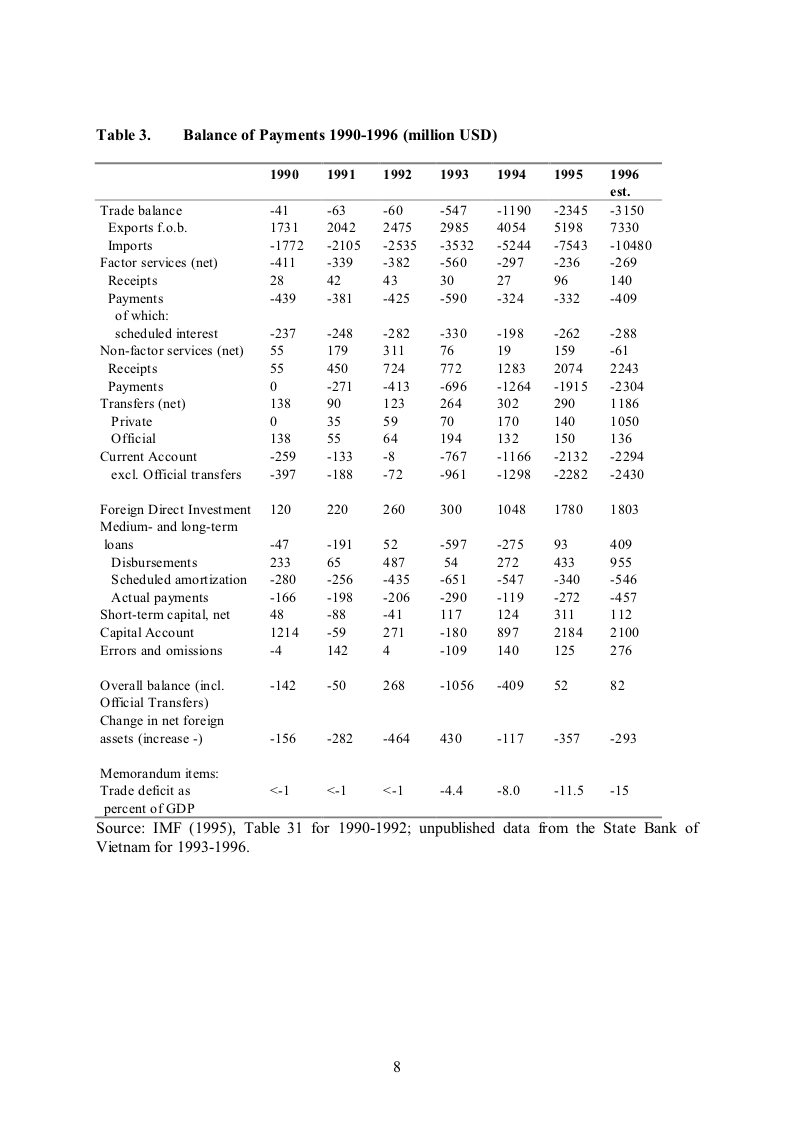 Table 3. Balance of Payments 1990-1996 (million USD)
1990 1991 1992 1993 1994 1995 1996
est.
Trade balance -41 -63 -60 -547 -1190 -2345 -3150
Exports f.o.b. 1731 2042 2475 2985 4054 5198 7330
Imports -1772 -2105 -2535 -3532 -5244 -7543 -10480
Factor services (net) -411 -339 -382 -560 -297 -236 -269
Receipts 28 42 43 30 27 96 140
Payments -439 -381 -425 -590 -324 -332 -409
of which:
scheduled interest -237 -248 -282 -330 -198 -262 -288
Non-factor services (net) 55 179 311 76 19 159 -61
Receipts 55 450 724 772 1283 2074 2243
Payments 0 -271 -413 -696 -1264 -1915 -2304
Transfers (net) 138 90 123 264 302 290 1186
Private 0 35 59 70 170 140 1050
Official 138 55 64 194 132 150 136
Current Account -259 -133 -8 -767 -1166 -2132 -2294
excl. Official transfers -397 -188 -72 -961 -1298 -2282 -2430
Foreign Direct Investment 120 220 260 300 1048 1780 1803
Medium- and long-term
loans -47 -191 52 -597 -275 93 409
Disbursements 233 65 487 54 272 433 955
Scheduled amortization -280 -256 -435 -651 -547 -340 -546
Actual payments -166 -198 -206 -290 -119 -272 -457
Short-term capital, net 48 -88 -41 117 124 311 112
Capital Account 1214 -59 271 -180 897 2184 2100
Errors and omissions -4 142 4 -109 140 125 276
Overall balance (incl. -142 -50 268 -1056 -409 52 82
Official Transfers)
Change in net foreign
assets (increase -) -156 -282 -464 430 -117 -357 -293
Memorandum items:
Trade deficit as <-1 <-1 <-1 -4.4 -8.0 -11.5 -15
percent of GDP
Source: IMF (1995), Table 31 for 1990-1992; unpublished data from the State Bank of
Vietnam for 1993-1996.
8